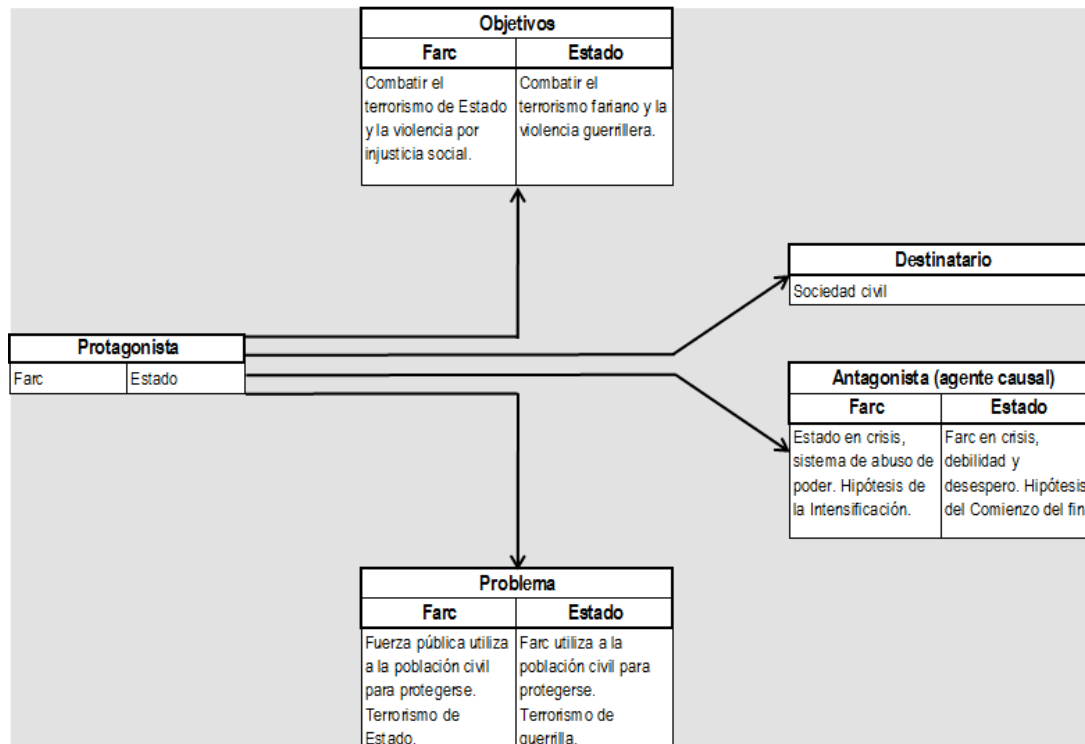 Objetivos
Farc Estado
Combatir el
terrorismo de Estado
y la violencia por
injusticia social.
Combatir el
terrorismo fariano y la
violencia guerrillera.
Destinatario
Sociedad civil
Protagonista
Farc Estado
Antagonista (agente causal)
Farc Estado
Estado en crisis,
sistema de abuso de
poder. Hipótesis de
la Intensificación.
Farc en crisis,
debilidad y
desespero. Hipótesis
del Comienzo del fin
Problema
Farc Estado
Fuerza pública utiliza
a la población civil
para protegerse.
Terrorismo de
Estado.
Farc utiliza a la
población civil para
protegerse.
Terrorismo de
guerilla.